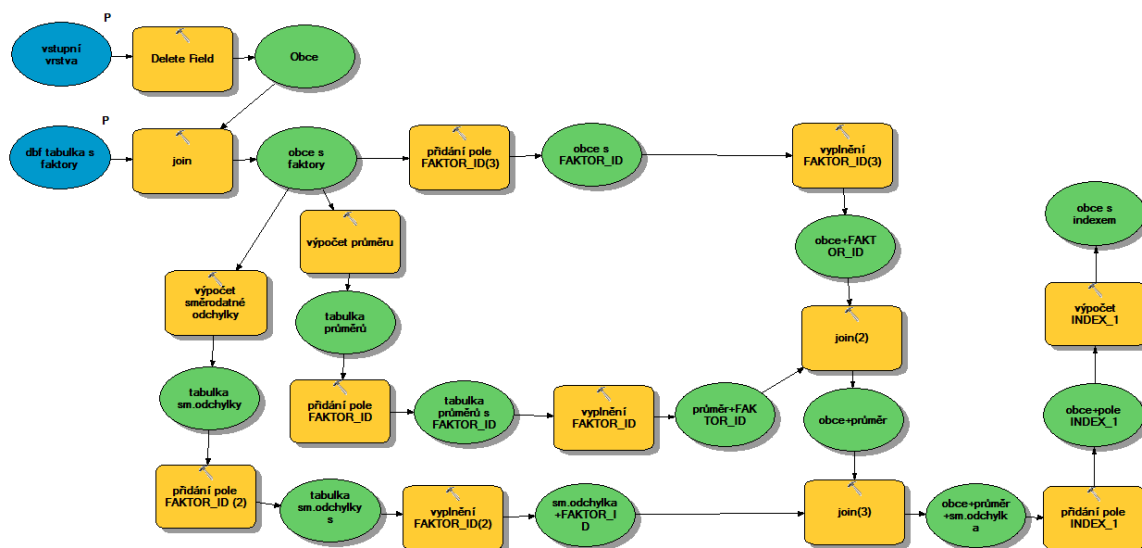 P
vstupní
vrstva
Delete Field
Obce
P
dbf tabulka s
faktory
join
obce s
faktory
přidání pole
FAKTOR_ID(3)
obce s
FAKTOR_ID
vyplnění
FAKTOR_ID(3)
obce s
indexem
výpočet průměru
obce+FAKT
OR_ID
výpočet
směrodatné
odchylky
výpočet
INDEX_1
tabulka
průměrů
join(2)
tabulka
sm.odchylky
přidání pole
FAKTOR_ID
tabulka
průměrů s
FAKTOR_ID
vyplnění
FAKTOR_ID
průměr+FAK
TOR_ID
obce+průměr
obce+pole
INDEX_1
přidání pole
FAKTOR_ID (2)
tabulka
sm.odchylky
s
vyplnění
FAKTOR_ID(2)
sm.odchylka
+FAKTOR_I
D
join(3)
obce+průměr
+sm.odchylk
a
přidání pole
INDEX_1